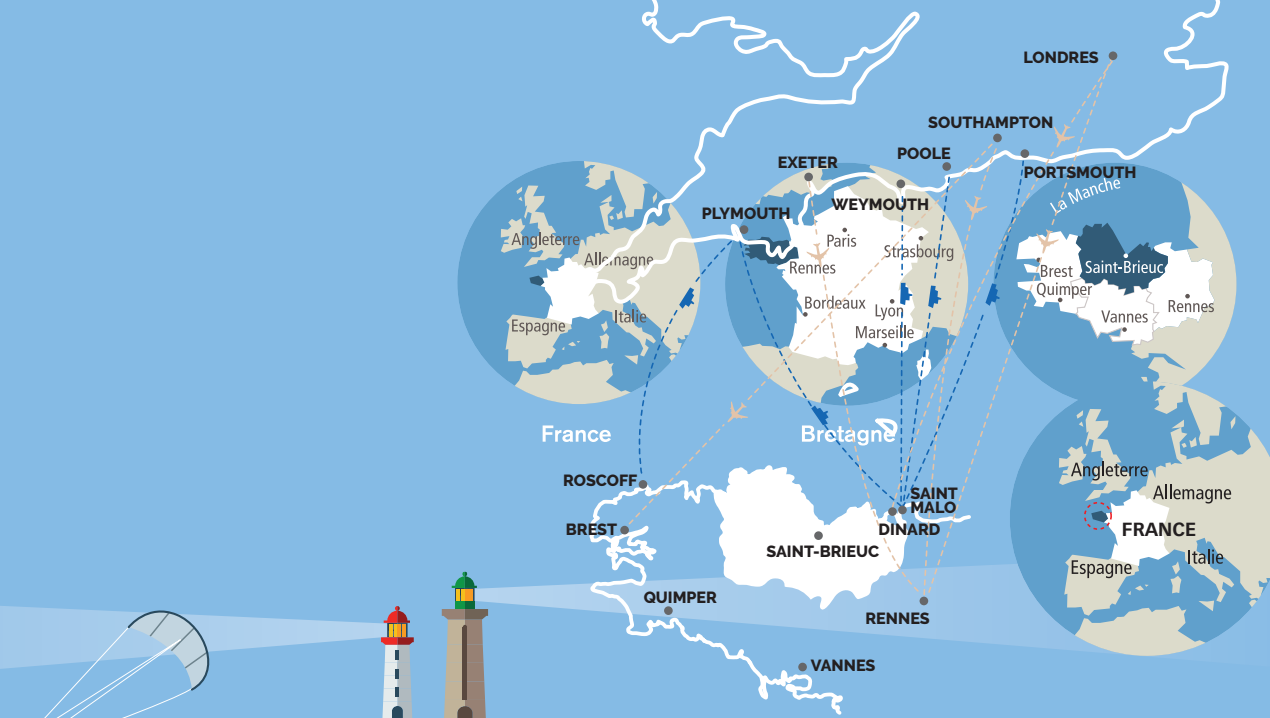 LONDRES
SOUTHAMPTON
POOLE
PORTSMOUTH
EXETER
WEYMOUTH
PLYMOUTH
La Manche
Angleterre
Allemagne
Espagne
Italie
Paris
Strasbourg
Rennes
Bordeaux
Lyon
Marseille
Brest
Saint-Brieuc
Quimper
Vannes
Rennes
France
Bretagne
Angleterre
Allemagne
FRANCE
Espagne
Italie
ROSCOFF
BREST
SAINT
MALO
DINARD
SAINT-BRIEUC
QUIMPER
RENNES
VANNES